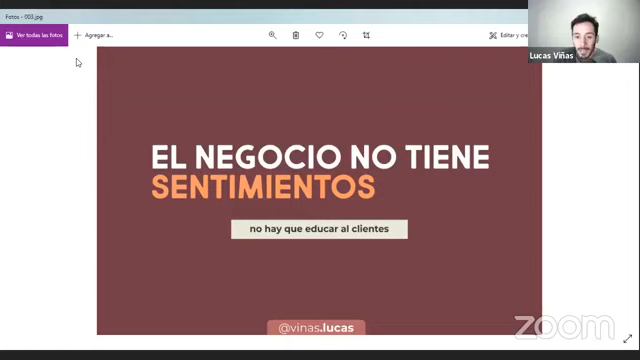 Fotos - 003.jpg
Ver todas las fotos
Agregar a...
Editar y cre
Lucas Viñas
EL NEGOCIO NO TIENE
SENTIMIENTOS
no hay que educar al clientes
@vinas.lucas
zoom